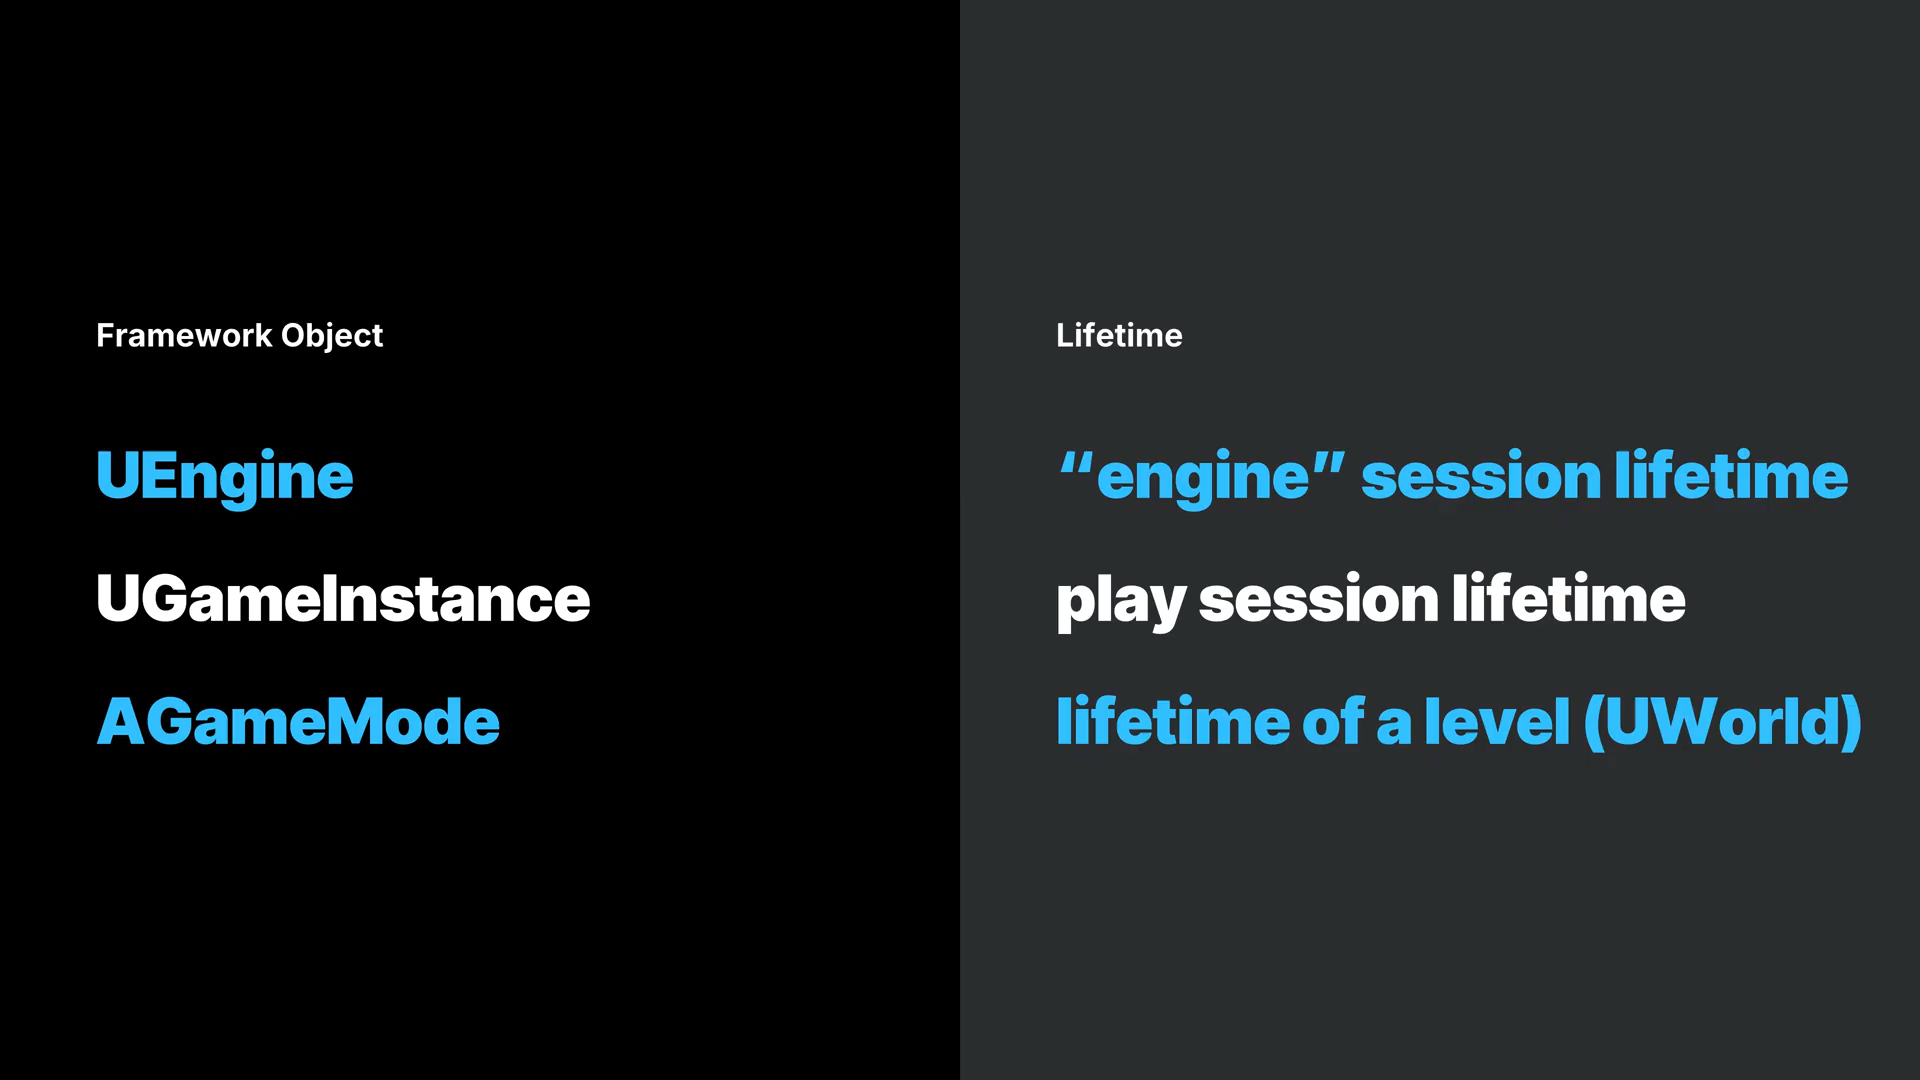 Framework Object
UEngine
UGameInstance
AGameMode
Lifetime
“engine” session lifetime
play session lifetime
lifetime of a level (UWorld)